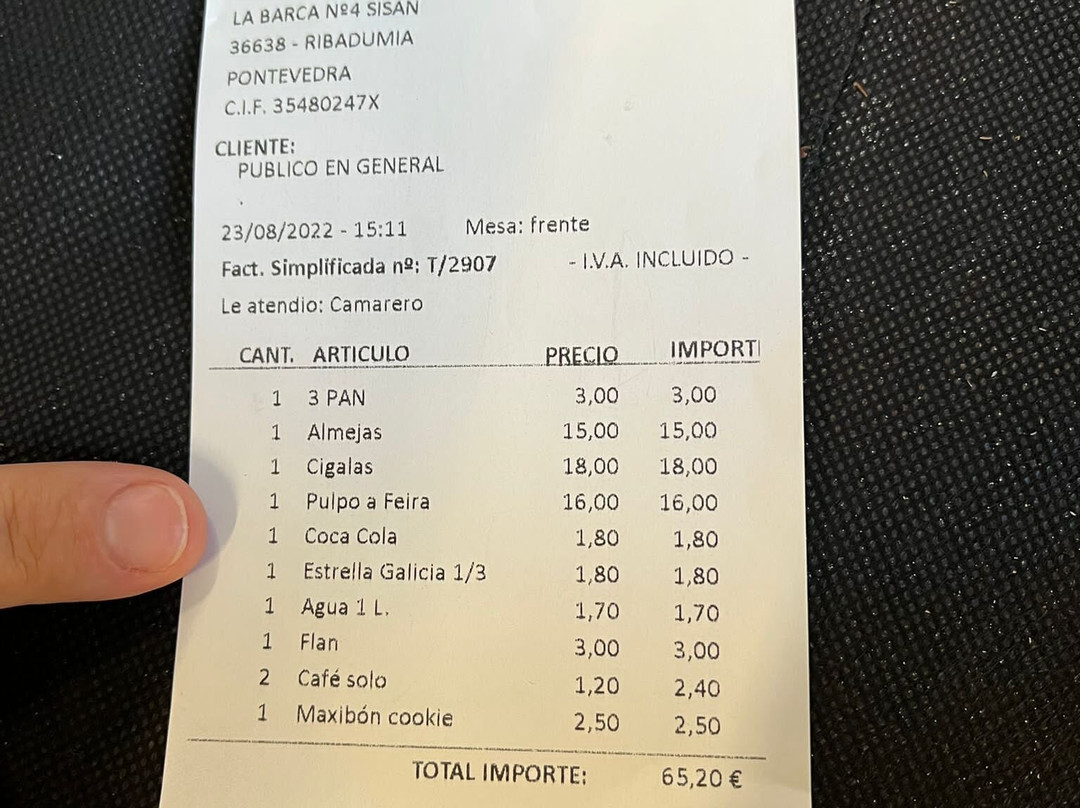 LA BARCA Nº4 SISAN
36638 - RIBADUMIA
PONTEVEDRA
C.I.F. 35480247X
CLIENTE:
PUBLICO EN GENERAL
23/08/2022 - 15:11 Mesa: frente
Fact. Simplificada nº: T/2907 - I.V.A. INCLUIDO -
Le atendio: Camarero
CANT. ARTICULO PRECIO IMPORT
1 3 PAN 3,00 3,00
1 Almejas 15,00 15,00
1 Cigalas 18,00 18,00
1 Pulpo a Feira 16,00 16,00
1 Coca Cola 1,80 1,80
1 Estrella Galicia 1/3 1,80 1,80
1 Agua 1 L. 1,70 1,70
1 Flan 3,00 3,00
2 Café solo 1,20 2,40
1 Maxibón cookie 2,50 2,50
TOTAL IMPORTE: 65,20 €